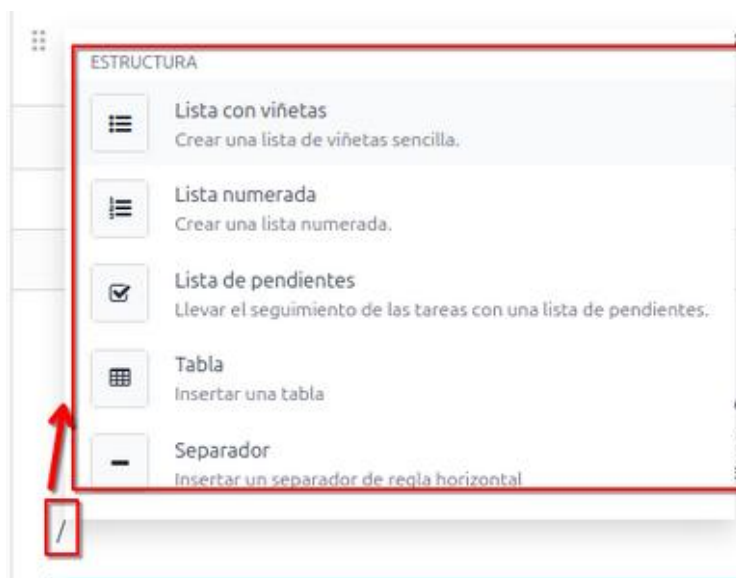 ESTRUCTURA
Lista con viñetas
Crear una lista de viñetas sencilla.
Lista numerada
Crear una lista numerada.
Lista de pendientes
Llevar el seguimiento de las tareas con una lista de pendientes.
Tabla
Insertar una tabla
Separador
Insertar un separador de regla horizontal
/